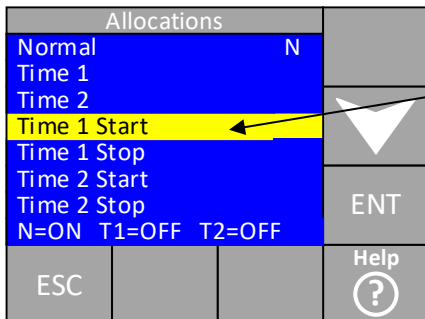 Allocations
Normal N
Time 1
Time 2
Time 1 Start
Time 1 Stop
Time 2 Start
Time 2 Stop
N=ON T1=OFF T2=OFF
ENT
ESC
Help
?